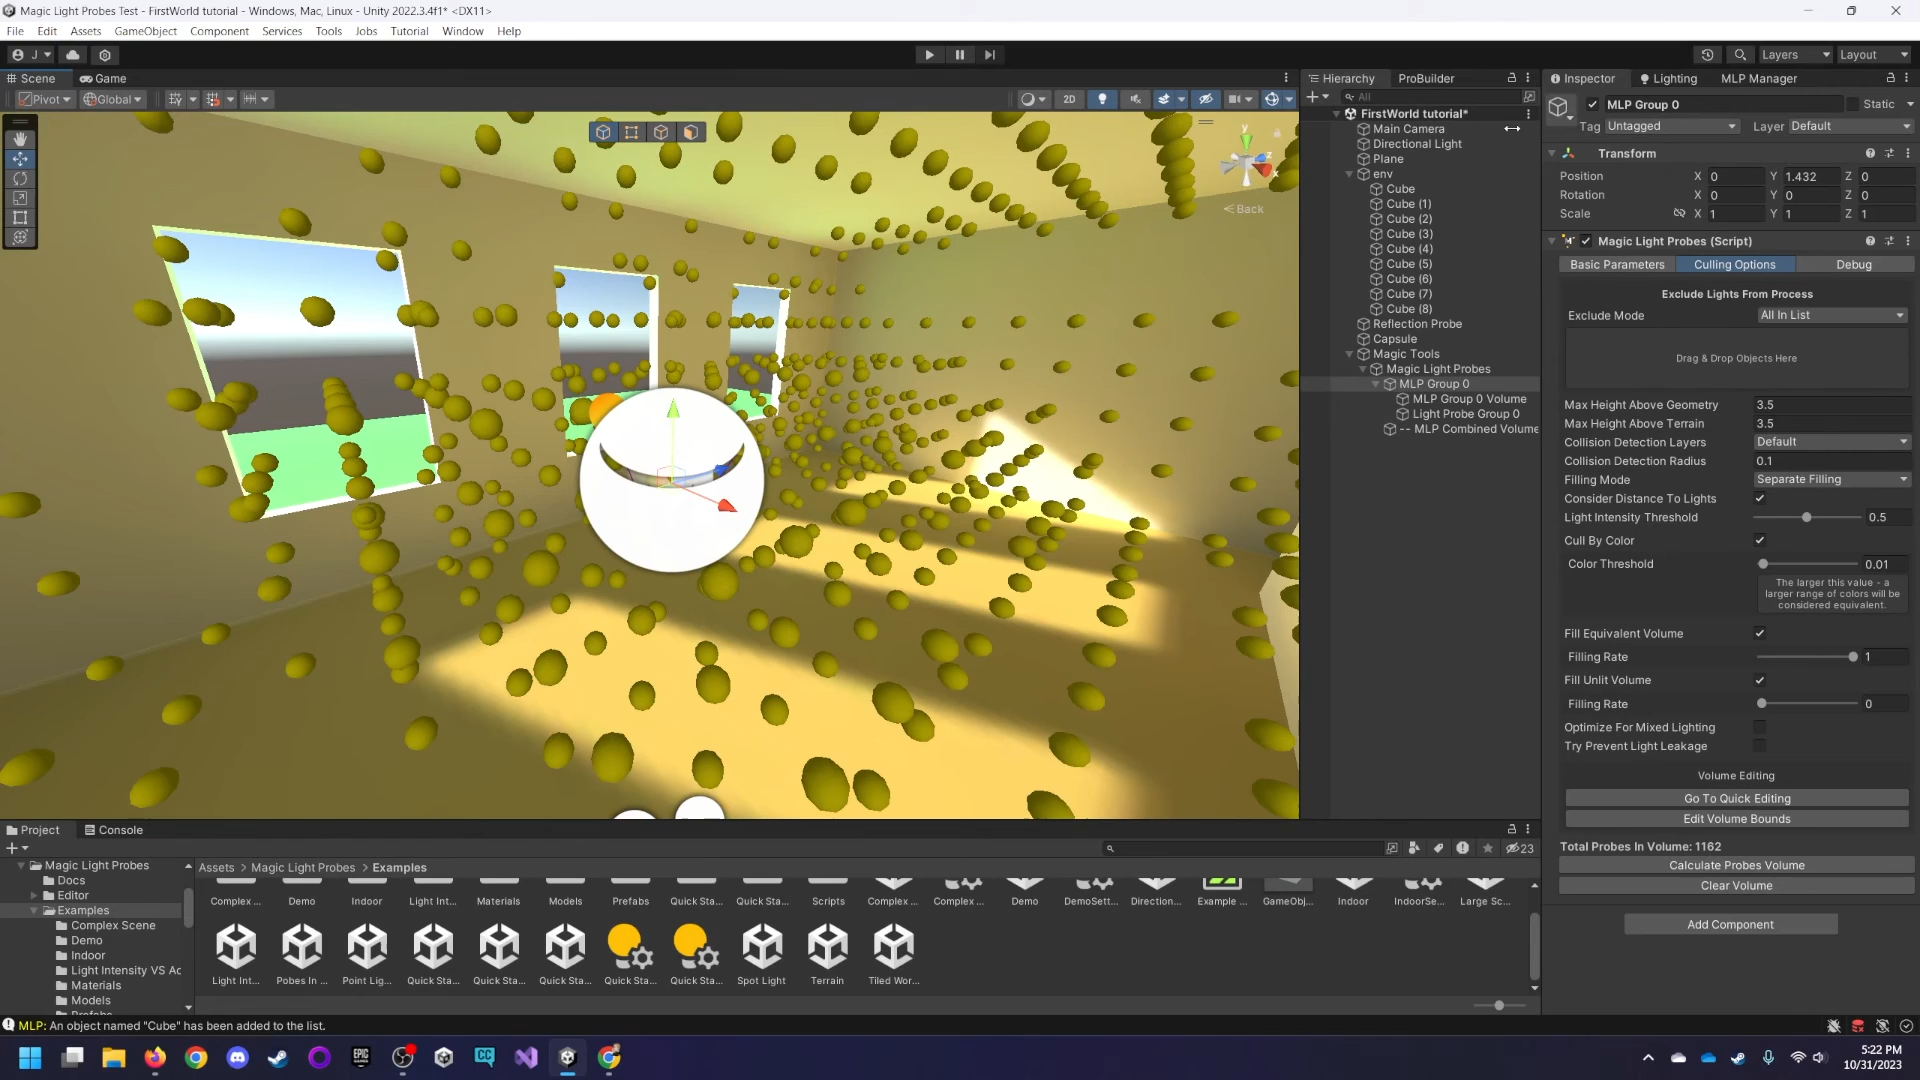 Magic Light Probes Test - FirstWorld tutorial - Windows, Mac, Linux - Unity 2022.3.4f1* <DX11>
File Edit Assets GameObject Component Services Tools Jobs Tutorial Window Help
J Layers Layout
Scene Game
Pivot Global 2D
y x z
Back
Hierarchy ProBuilder
All
FirstWorld tutorial*
Main Camera
Directional Light
Plane
env
Cube
Cube (1)
Cube (2)
Cube (3)
Cube (4)
Cube (5)
Cube (6)
Cube (7)
Cube (8)
Reflection Probe
Capsule
Magic Tools
Magic Light Probes
MLP Group 0
MLP Group 0 Volume
Light Probe Group 0
-- MLP Combined Volume
Inspector Lighting MLP Manager
MLP Group 0 Static
Tag Untagged Layer Default
Transform
Position X 0 Y 1.432 Z 0
Rotation X 0 Y 0 Z 0
Scale X 1 Y 1 Z 1
Magic Light Probes (Script)
Basic Parameters Culling Options Debug
Exclude Lights From Process
Exclude Mode All In List
Drag & Drop Objects Here
Max Height Above Geometry 3.5
Max Height Above Terrain 3.5
Collision Detection Layers Default
Collision Detection Radius 0.1
Filling Mode Separate Filling
Consider Distance To Lights
Light Intensity Threshold 0.5
Cull By Color
Color Threshold 0.01
The larger this value - a
larger range of colors will be
considered equivalent.
Fill Equivalent Volume
Filling Rate 1
Fill Unlit Volume
Filling Rate 0
Optimize For Mixed Lighting
Try Prevent Light Leakage
Volume Editing
Go To Quick Editing
Edit Volume Bounds
Total Probes In Volume: 1162
Calculate Probes Volume
Clear Volume
Add Component
Project Console
23
Magic Light Probes
Docs
Editor
Examples
Complex Scene
Demo
Indoor
Light Intensity VS Ac
Materials
Models
Assets Magic Light Probes Examples
Complex ... Demo Indoor Light Int... Materials Models Prefabs Quick Sta... Quick Sta... Scripts Complex ... Complex ... Demo DemoSett... Direction... Example ... GameObj... Indoor IndoorSe... Large Sc...
Light Int... Pobes In ... Point Lig... Quick Sta... Quick Sta... Quick Sta... Quick Sta... Quick Sta... Spot Light Terrain Tiled Wor...
MLP: An object named "Cube" has been added to the list.
EPIC
GAMES
CC
5:22 PM
10/31/2023